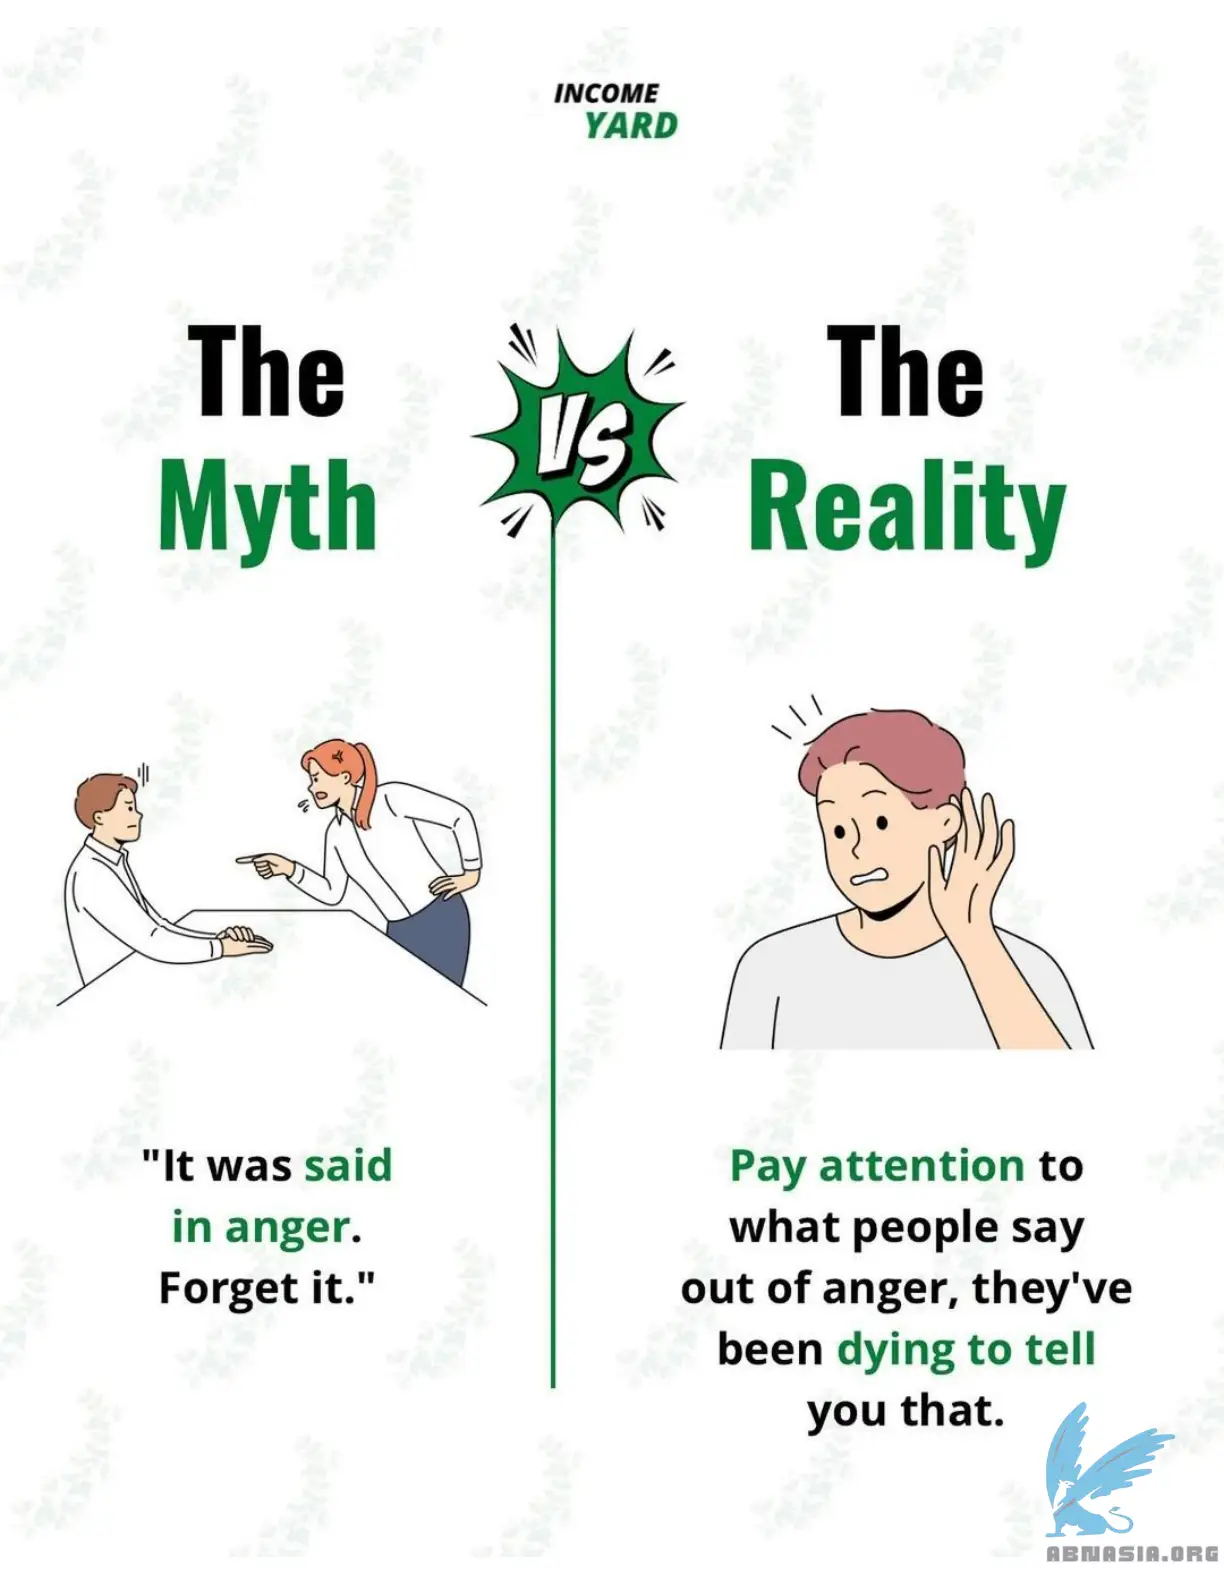 INCOME
YARD
The
Myth
VS
The
Reality
"It was said
in anger.
Forget it."
Pay attention to
what people say
out of anger, they've
been dying to tell
you that.
ABNASIA.ORG